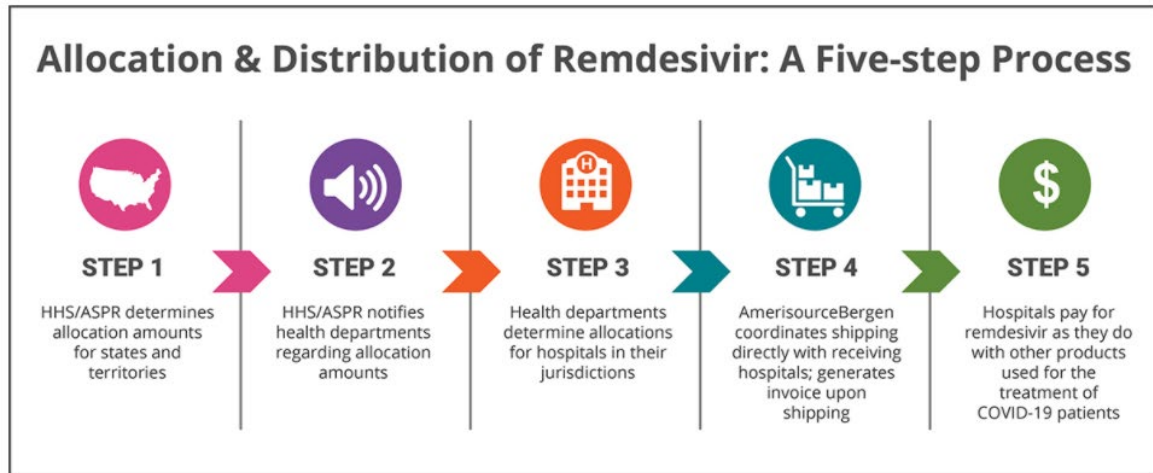 Allocation & Distribution of Remdesivir: A Five-step Process
H
$
STEP 1
STEP 2
STEP 3
STEP 4
STEP 5
HHS/ASPR determines
allocation amounts
for states and
territories
HHS/ASPR notifies
health departments
regarding allocation
amounts
Health departments
determine allocations
for hospitals in their
jurisdictions
AmerisourceBergen
coordinates shipping
directly with receiving
hospitals; generates
invoice upon
shipping
Hospitals pay for
remdesivir as they do
with other products
used for the
treatment of
COVID-19 patients